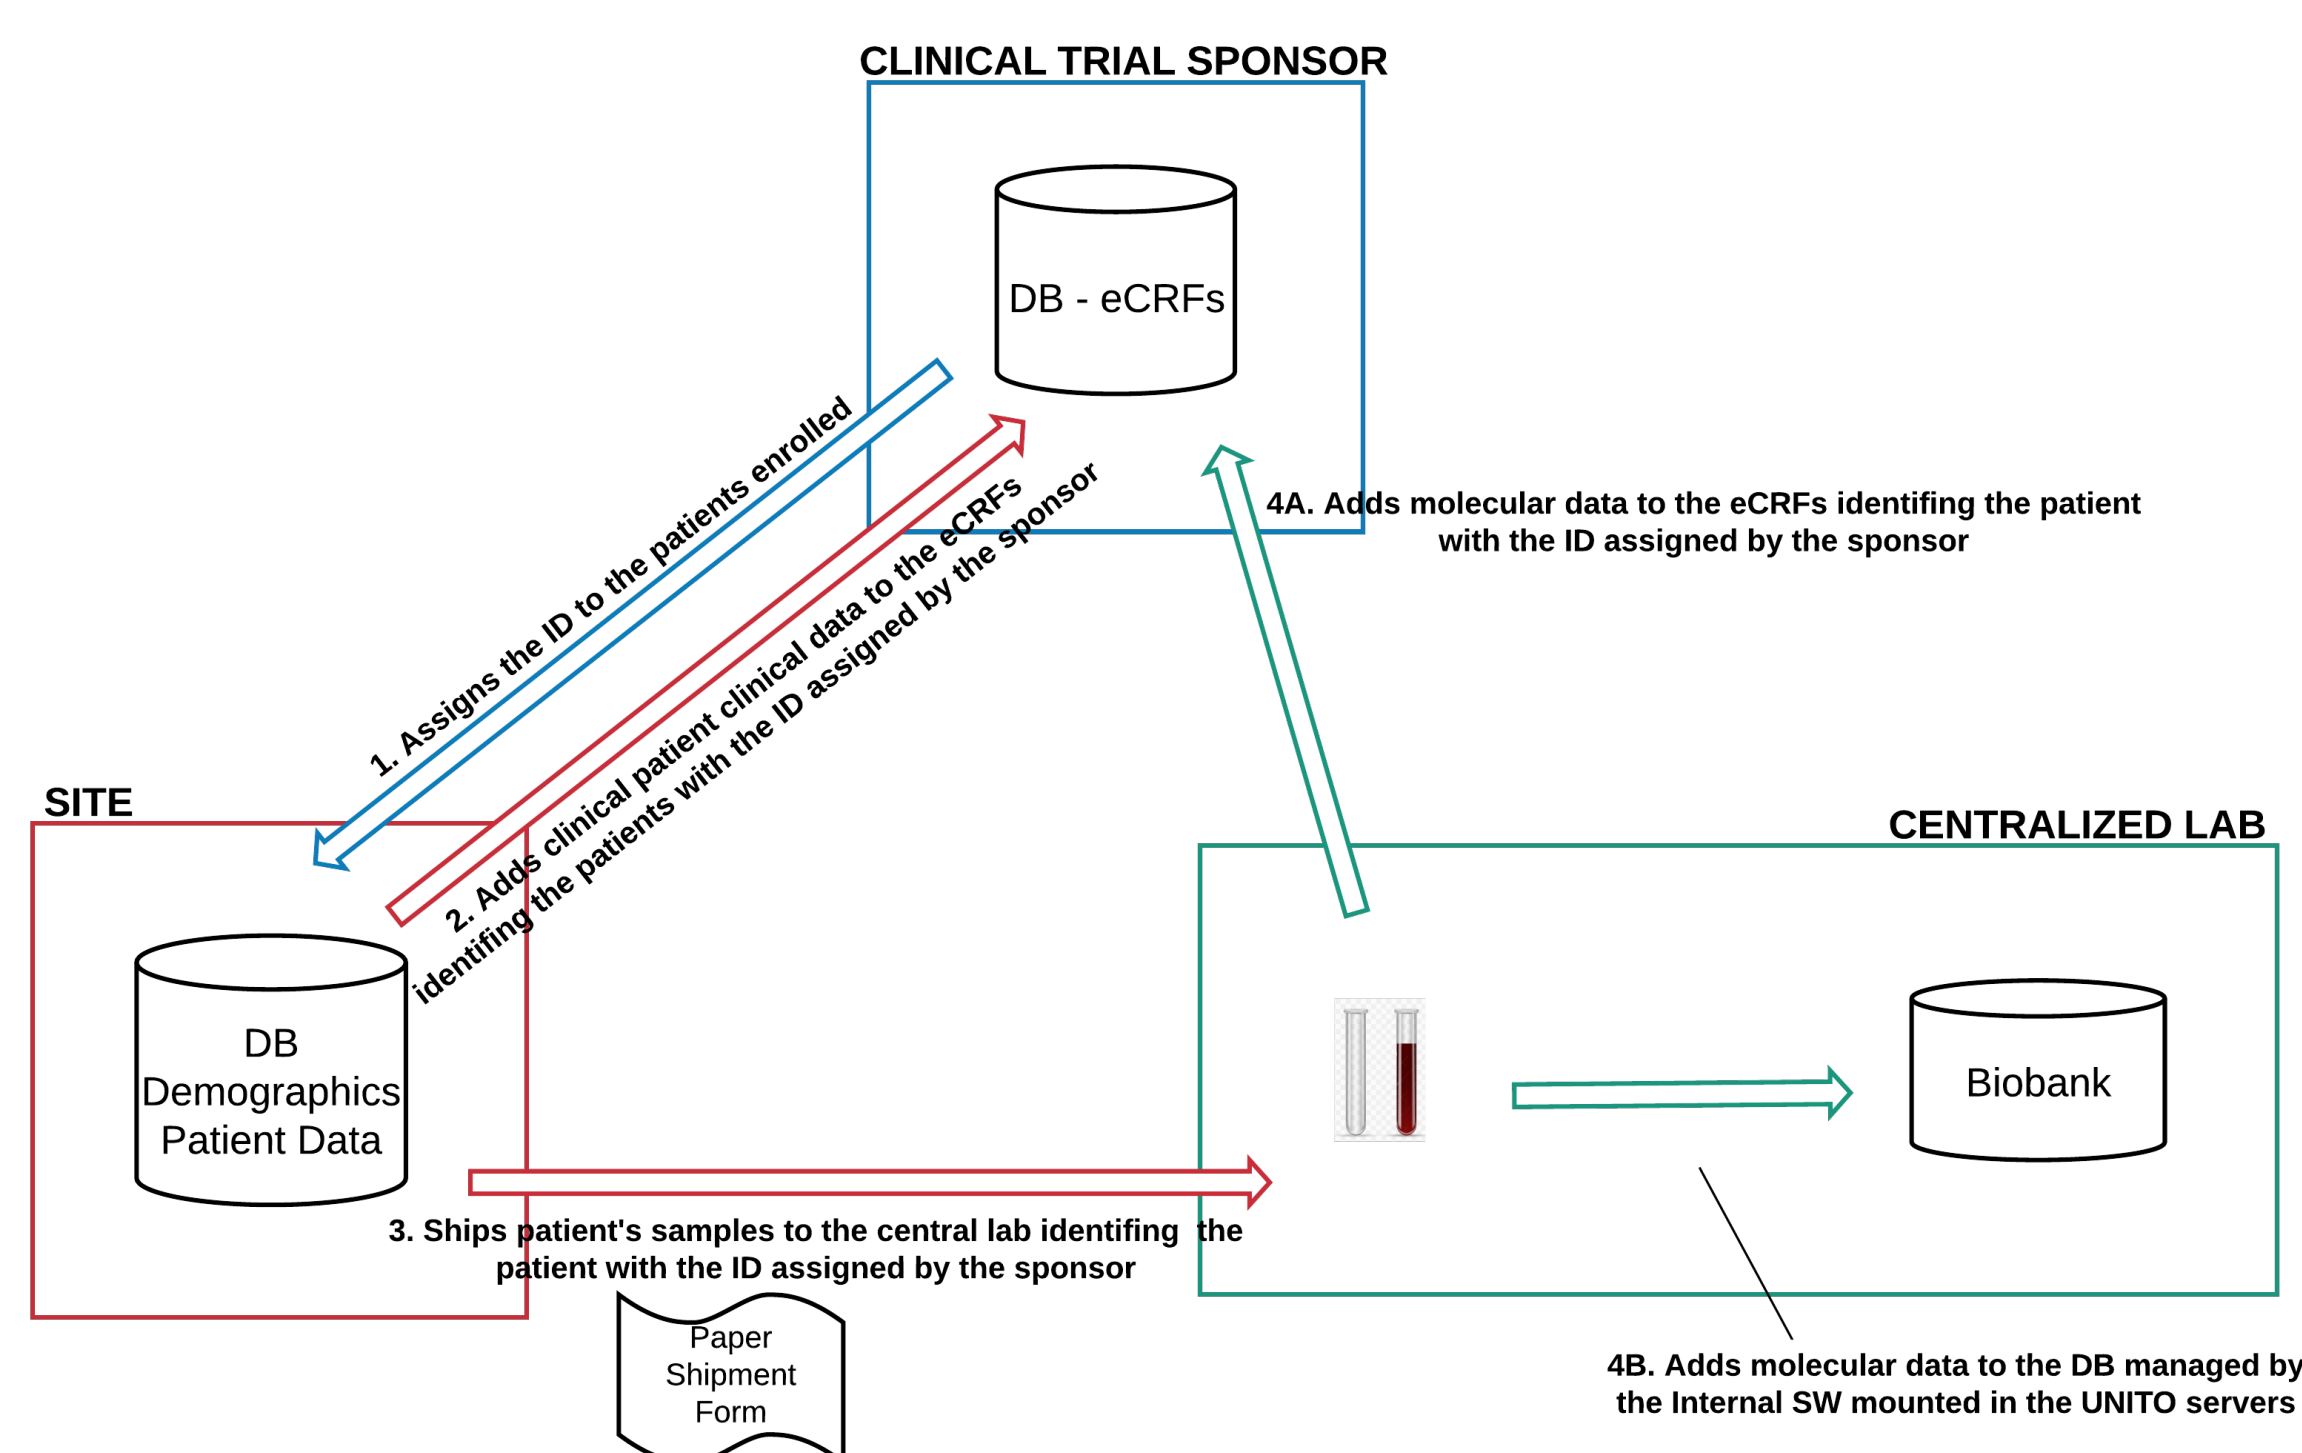 CLINICAL TRIAL SPONSOR
DB - eCRFs
1. Assigns the ID to the patients enrolled
2. Adds clinical patient clinical data to the eCRFs
identifing the patients with the ID assigned by the sponsor
4A. Adds molecular data to the eCRFs identifing the patient
with the ID assigned by the sponsor
SITE
DB
Demographics
Patient Data
CENTRALIZED LAB
Biobank
3. Ships patient's samples to the central lab identifing  the
patient with the ID assigned by the sponsor
Paper
Shipment
Form
4B. Adds molecular data to the DB managed by
the Internal SW mounted in the UNITO servers